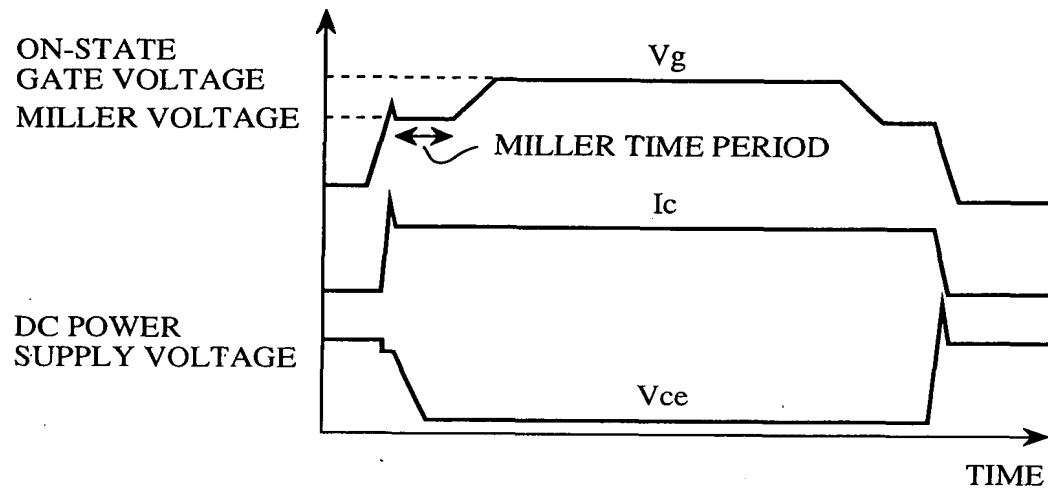 ON-STATE
GATE VOLTAGE
Vg
MILLER VOLTAGE
MILLER TIME PERIOD
Ic
DC POWER
SUPPLY VOLTAGE
Vce
TIME